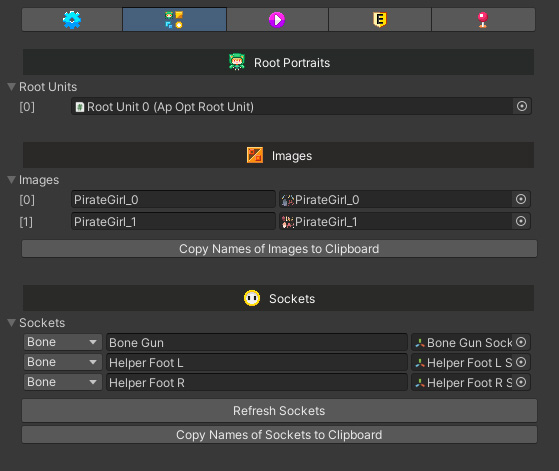 E
Root Portraits
Root Units
[0] Root Unit 0 (Ap Opt Root Unit)
Images
Images
[0] PirateGirl_0 PirateGirl_0
[1] PirateGirl_1 PirateGirl_1
Copy Names of Images to Clipboard
Sockets
Sockets
Bone Bone Gun Bone Gun Sock
Bone Helper Foot L Helper Foot L S
Bone Helper Foot R Helper Foot R S
Refresh Sockets
Copy Names of Sockets to Clipboard